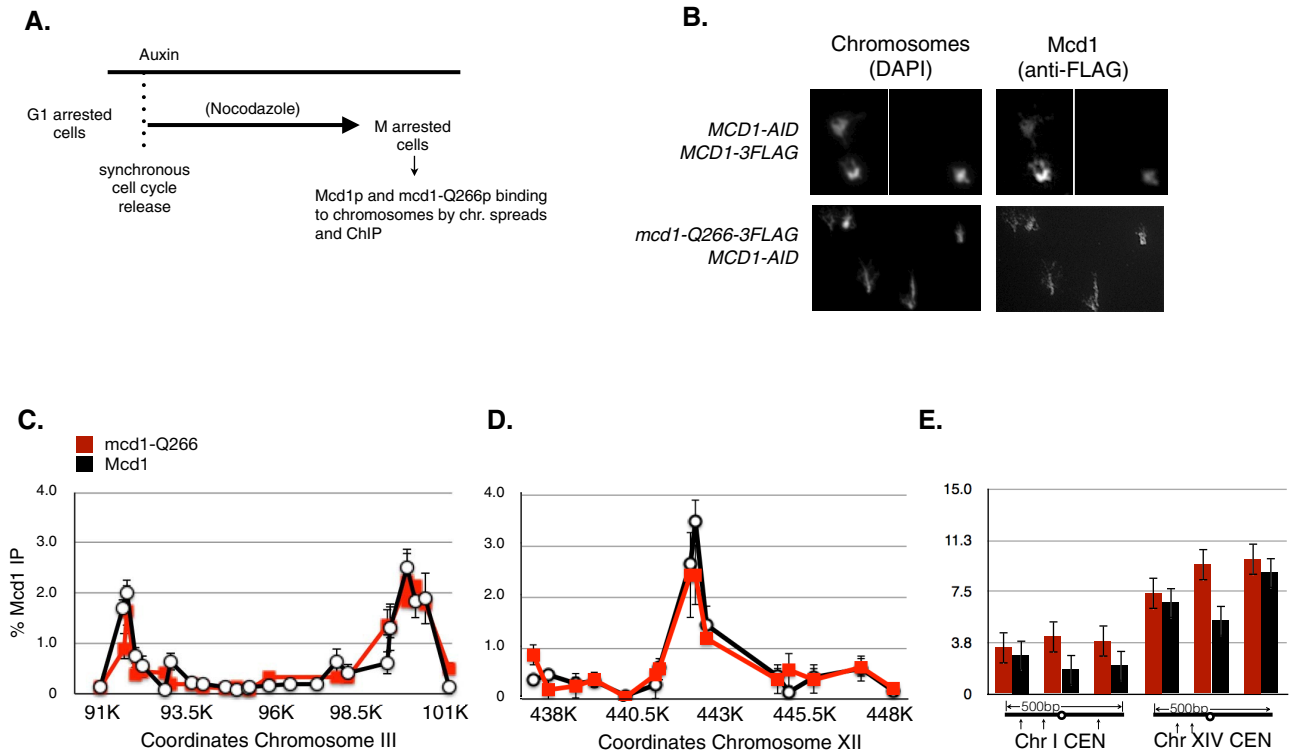 A.
Auxin
G1 arrested
cells
(Nocodazole)
M arrested
cells
synchronous
cell cycle
release
Mcd1p and mcd1-Q266p binding
to chromosomes by chr. spreads
and ChIP
B.
Chromosomes
(DAPI)
Mcd1
(anti-FLAG)
MCD1-AID
MCD1-3FLAG
mcd1-Q266-3FLAG
MCD1-AID
C.
mcd1-Q266
Mcd1
% Mcd1 IP
4.0
3.0
2.0
1.0
0
91K 93.5K 96K 98.5K 101K
Coordinates Chromosome III
D.
4.0
3.0
2.0
1.0
0.0
438K 440.5K 443K 445.5K 448K
Coordinates Chromosome XII
E.
15.0
11.3
7.5
3.8
0
500bp 500bp
Chr I CEN Chr XIV CEN